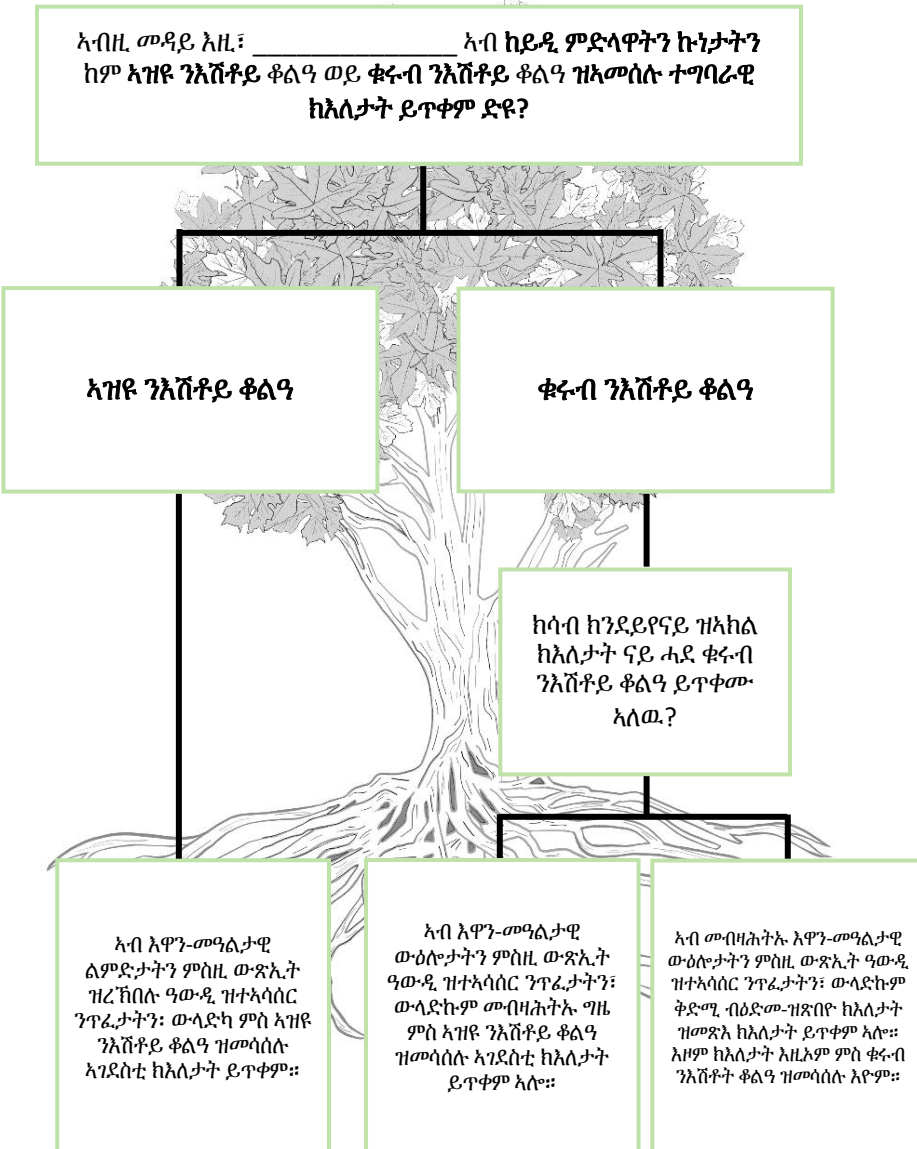 ኣብዚ መዳይ እዚ፣ _________________ ኣብ ከይዲ ምድላዋትን ኩነታትን
ከም ኣዝዩ ንእሽቶይ ቆልዓ ወይ ቁሩብ ንእሽቶይ ቆልዓ ዝኣመሰሉ ተግባራዊ
ክእለታት ይጥቀም ድዩ?
ኣዝዩ ንእሽቶይ ቆልዓ
ቁሩብ ንእሽቶይ ቆልዓ
ክሳብ ክንደይየናይ ዝኣክል
ክእለታት ናይ ሓደ ቁሩብ
ንእሽቶይ ቆልዓ ይጥቀሙ
ኣለዉ?
ኣብ እዋን-መዓልታዊ
ልምድታትን ምስዚ ውጽኢት
ዝረኽበሉ ዓውዲ ዝተኣሳሰር
ንጥፈታትን፡ ውላድካ ምስ ኣዝዩ
ንእሽቶይ ቆልዓ ዝመሳሰሉ
ኣገደስቲ ክእለታት ይጥቀም።
ኣብ እዋን-መዓልታዊ
ውዕሎታትን ምስዚ ውጽኢት
ዓውዲ ዝተኣሳሰር ንጥፈታትን፣
ውላድኩም መብዛሕትኡ ግዜ
ምስ ኣዝዩ ንእሽቶይ ቆልዓ
ዝመሳሰሉ ኣገደስቲ ክእለታት
ይጥቀም ኣሎ።
ኣብ መብዛሕትኡ እዋን-መዓልታዊ
ውዕሎታትን ምስዚ ውጽኢት ዓውዲ
ዝተኣሳሰር ንጥፈታትን፣ ውላድኩም
ቅድሚ ብዕድመ-ዝጽበዮ ክእለታት
ዝመጽእ ክእለታት ይጥቀም ኣሎ።
እዞም ክእለታት እዚኦም ምስ ቁሩብ
ንእሽቶት ቆልዓ ዝመሳሰሉ እዮም።